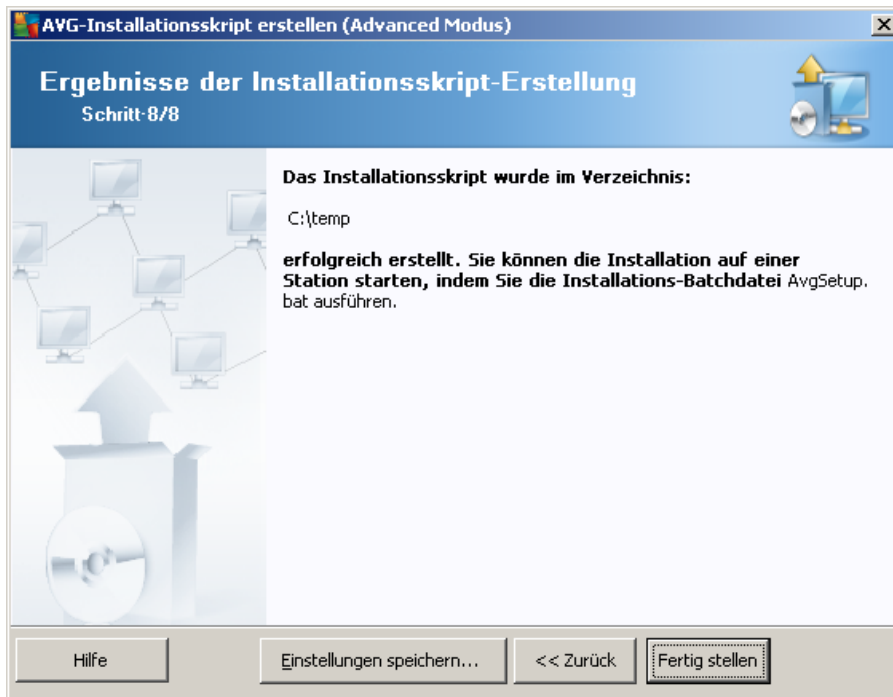 AVG-Installationsskript erstellen (Advanced Modus)
Ergebnisse der Installationsskript-Erstellung
Schritt-8/8
Das Installationsskript wurde im Verzeichnis:
C:\temp
erfolgreich erstellt. Sie können die Installation auf einer
Station starten, indem Sie die Installations-Batchdatei AvgSetup.
bat ausführen.
Hilfe
Einstellungen speichern...
<< Zurück
Fertig stellen